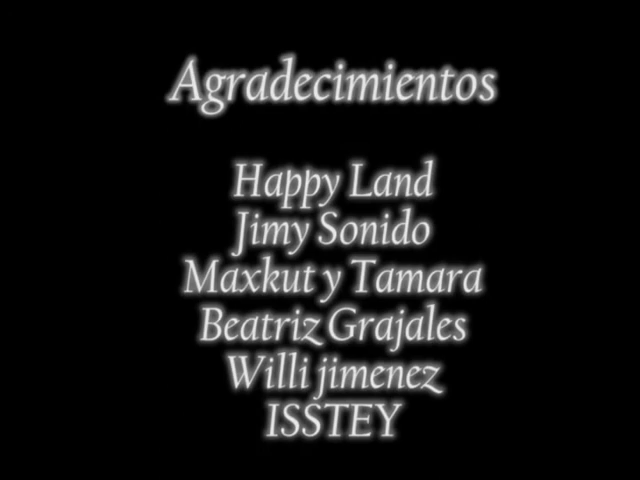 Agradecimientos
Happy Land
Jimy Sonido
Maxkut y Tamara
Beatriz Grajales
Willi jimenez
ISSTEY